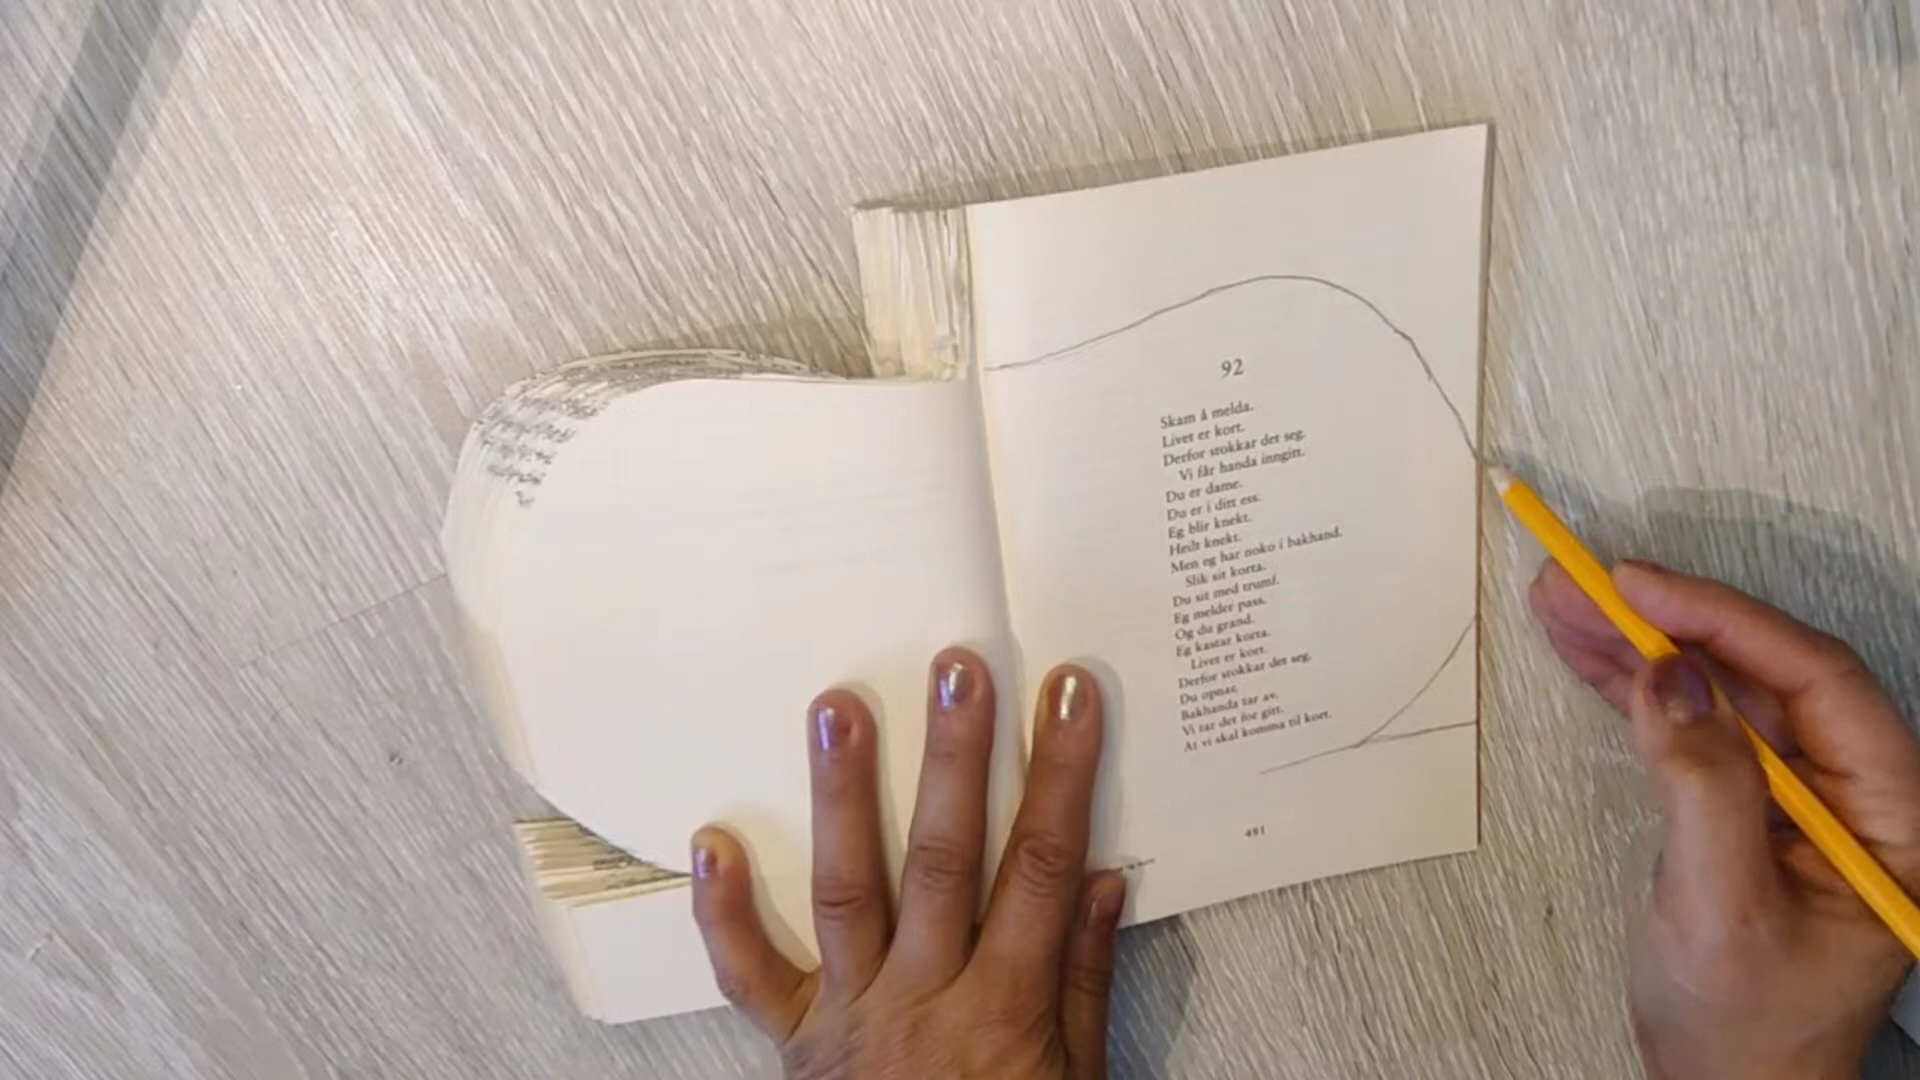 92
Skam å melda.
Livet er kort.
Derfor stokkar det seg.
Vi får handa inngitt.
Du er dame.
Du er i ditt ess.
Eg blir knekt.
Heilt knekt.
Men eg har noko i bakhand.
Slik sit korta.
Du sit med trumf.
Eg melder pass.
Og du grand.
Eg kastar korta.
Livet er kort.
Derfor stokkar det seg.
Du opnar.
Bakhanda tar av.
Vi tar det for gitt.
At vi skal komma til kort.
481